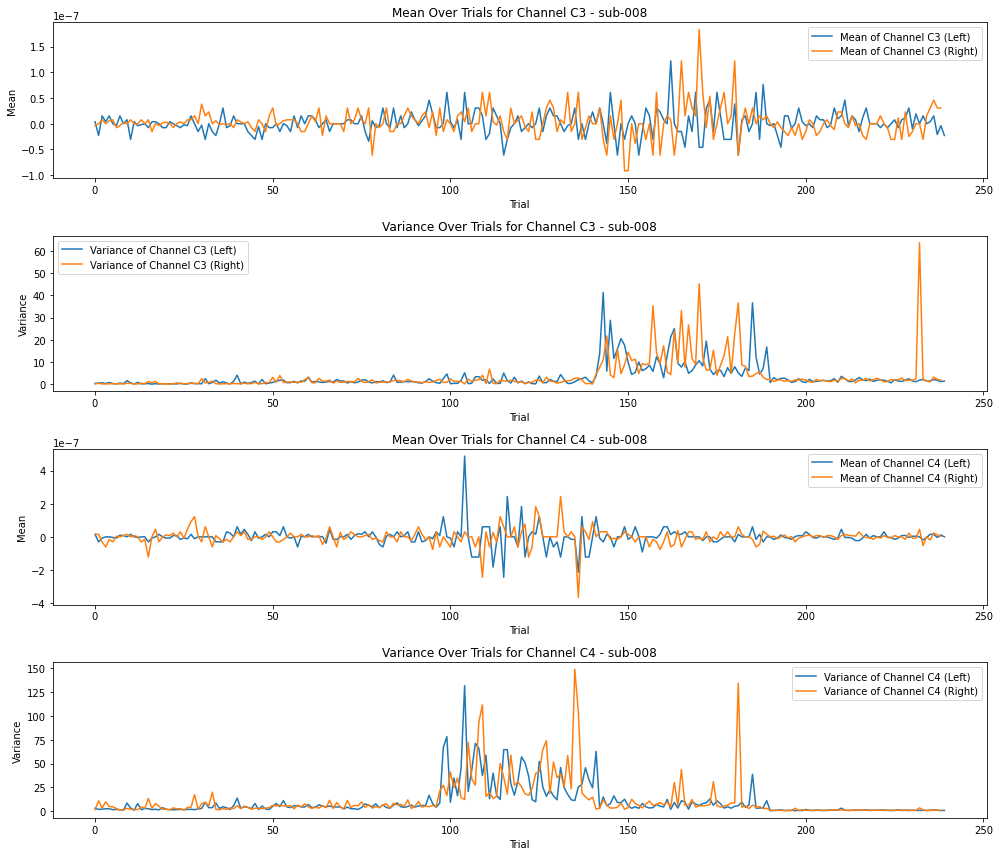 Mean Over Trials for Channel C3 - sub-008
1e−7
Mean of Channel C3 (Left)
Mean of Channel C3 (Right)
1.5
1.0
0.5
0.0
−0.5
−1.0
Mean
0 50 100 150 200 250
Trial
Variance Over Trials for Channel C3 - sub-008
Variance of Channel C3 (Left)
Variance of Channel C3 (Right)
60
50
40
30
20
10
0
Variance
0 50 100 150 200 250
Trial
Mean Over Trials for Channel C4 - sub-008
1e−7
Mean of Channel C4 (Left)
Mean of Channel C4 (Right)
4
2
0
−2
−4
Mean
0 50 100 150 200 250
Trial
Variance Over Trials for Channel C4 - sub-008
Variance of Channel C4 (Left)
Variance of Channel C4 (Right)
150
125
100
75
50
25
0
Variance
0 50 100 150 200 250
Trial